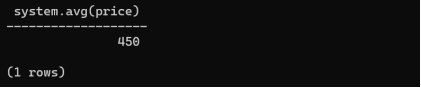 system.avg(price)
-------------------
450
(1 rows)